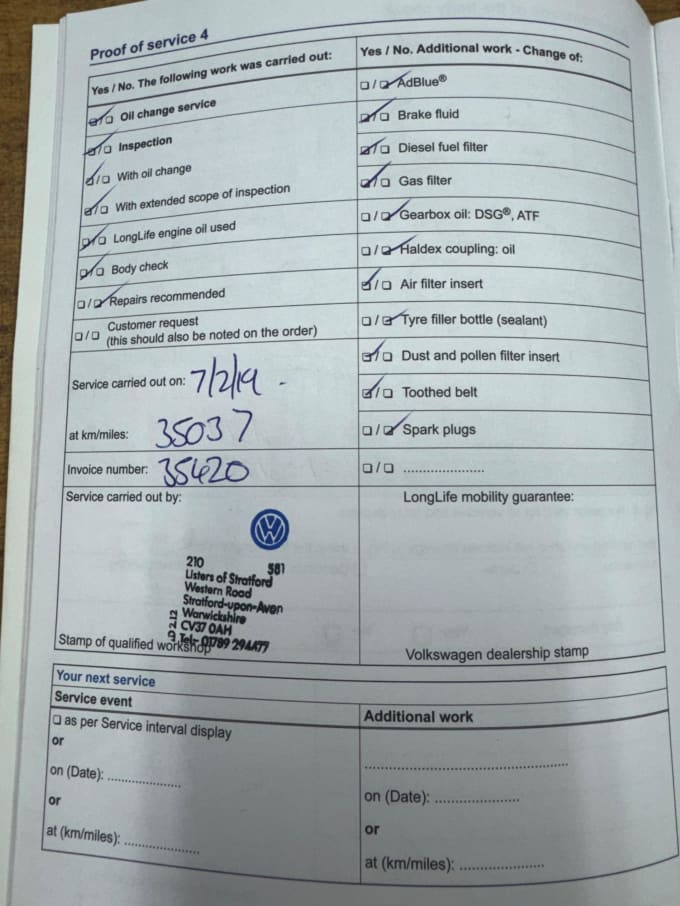 Proof of service 4
Yes / No. The following work was carried out:
Oil change service
Inspection
With oil change
With extended scope of inspection
LongLife engine oil used
Body check
Repairs recommended
Customer request
(this should also be noted on the order)
Service carried out on: 7/2/19 -
at km/miles: 35037
Invoice number: 35420
Service carried out by:
210 581
Listers of Stratford
Western Road
Stratford-upon-Avon
Warwickshire
CV37 0AH
Tel: 01789 294477
Stamp of qualified workshop
Yes / No. Additional work - Change of:
AdBlue®
Brake fluid
Diesel fuel filter
Gas filter
Gearbox oil: DSG®, ATF
Haldex coupling: oil
Air filter insert
Tyre filler bottle (sealant)
Dust and pollen filter insert
Toothed belt
Spark plugs
LongLife mobility guarantee:
Volkswagen dealership stamp
Your next service
Service event
as per Service interval display
or
on (Date):
or
at (km/miles):
Additional work
on (Date):
or
at (km/miles):